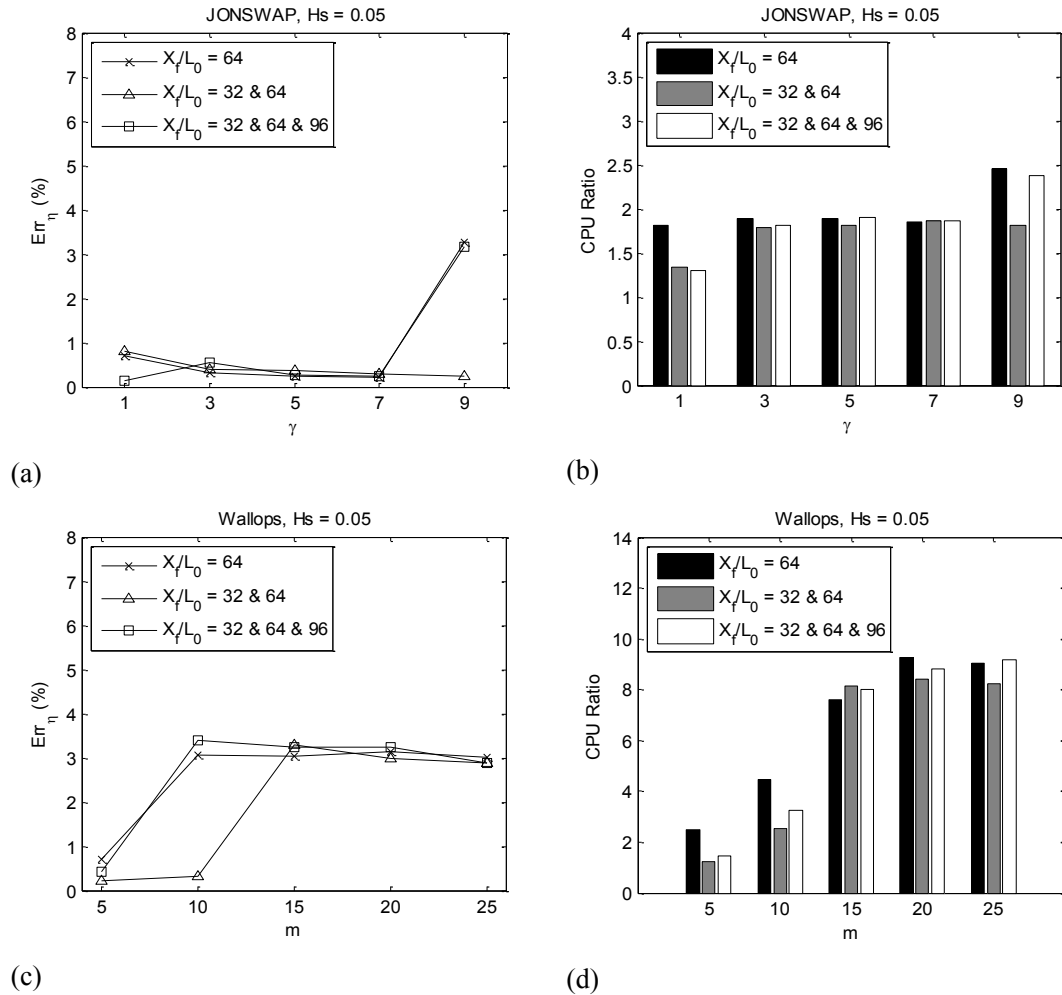 JONSWAP, Hs = 0.05
8
7
6
5
4
3
2
1
0
Err_η (%)
X_f/L_0 = 64
X_f/L_0 = 32 & 64
X_f/L_0 = 32 & 64 & 96
1 3 5 7 9
γ
(a)
JONSWAP, Hs = 0.05
4
3.5
3
2.5
2
1.5
1
0.5
0
CPU Ratio
X_f/L_0 = 64
X_f/L_0 = 32 & 64
X_f/L_0 = 32 & 64 & 96
1 3 5 7 9
γ
(b)
Wallops, Hs = 0.05
8
7
6
5
4
3
2
1
0
Err_η (%)
X_f/L_0 = 64
X_f/L_0 = 32 & 64
X_f/L_0 = 32 & 64 & 96
5 10 15 20 25
m
(c)
Wallops, Hs = 0.05
14
12
10
8
6
4
2
0
CPU Ratio
X_f/L_0 = 64
X_f/L_0 = 32 & 64
X_f/L_0 = 32 & 64 & 96
5 10 15 20 25
m
(d)